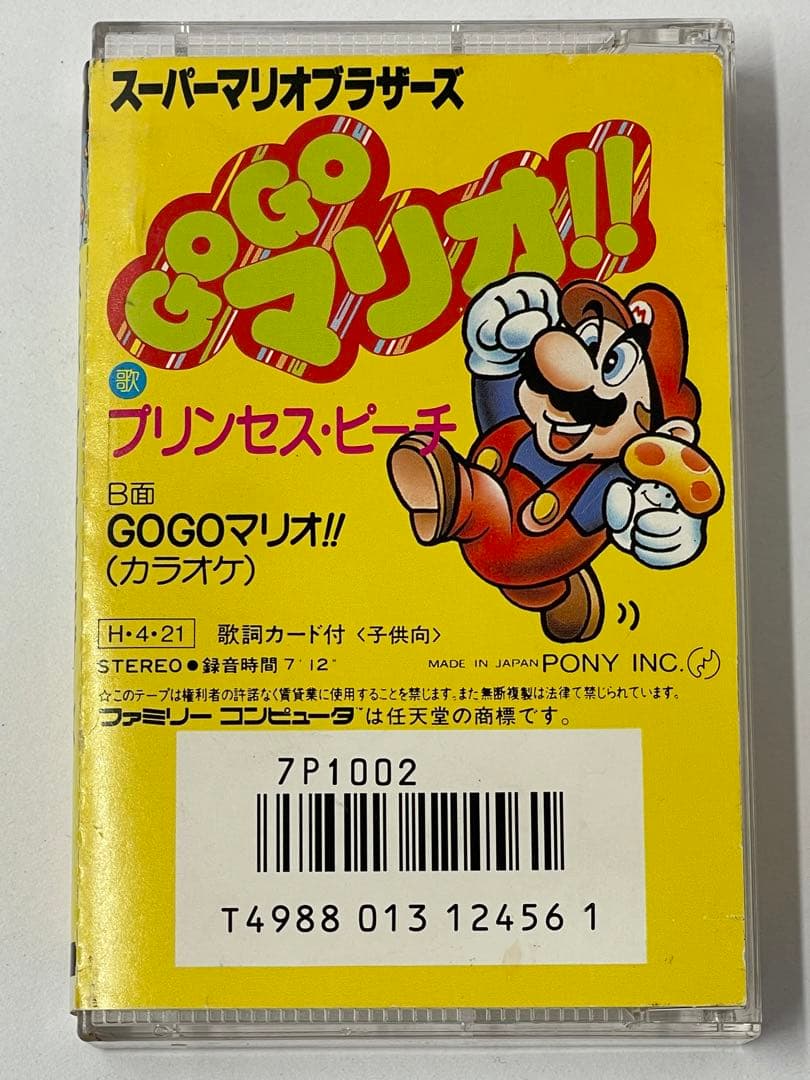 スーパーマリオブラザーズ
GOGO
マリオ!!
M
歌
プリンセス・ピーチ
B面
GOGOマリオ!!
(カラオケ)
H・4・21 歌詞カード付〈子供向〉
STEREO●録音時間7'12" MADE IN JAPAN PONY INC.
☆このテープは権利者の許諾なく賃貸業に使用することを禁じます。また無断複製は法律で禁じられています。
ファミリー コンピュータ™は任天堂の商標です。
7P1002
T4988 013 12456 1